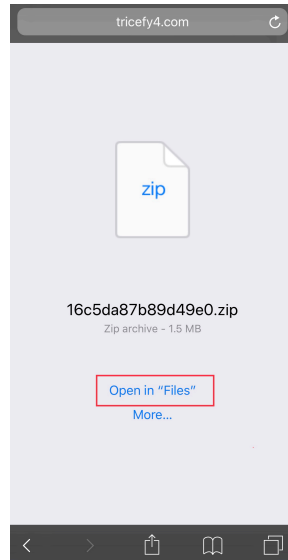 tricefy4.com
zip
16c5da87b89d49e0.zip
Zip archive - 1.5 MB
Open in “Files”
More...